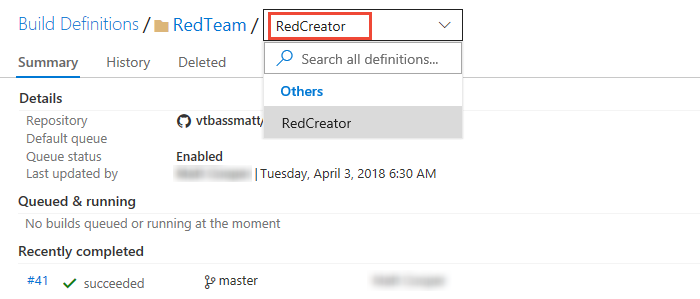 Build Definitions / RedTeam / RedCreator
Search all definitions...
Summary History Deleted
Others
RedCreator
Details
Repository vtbassmatt/
Default queue
Queue status Enabled
Last updated by | Tuesday, April 3, 2018 6:30 AM
Queued & running
No builds queued or running at the moment
Recently completed
#41 succeeded master